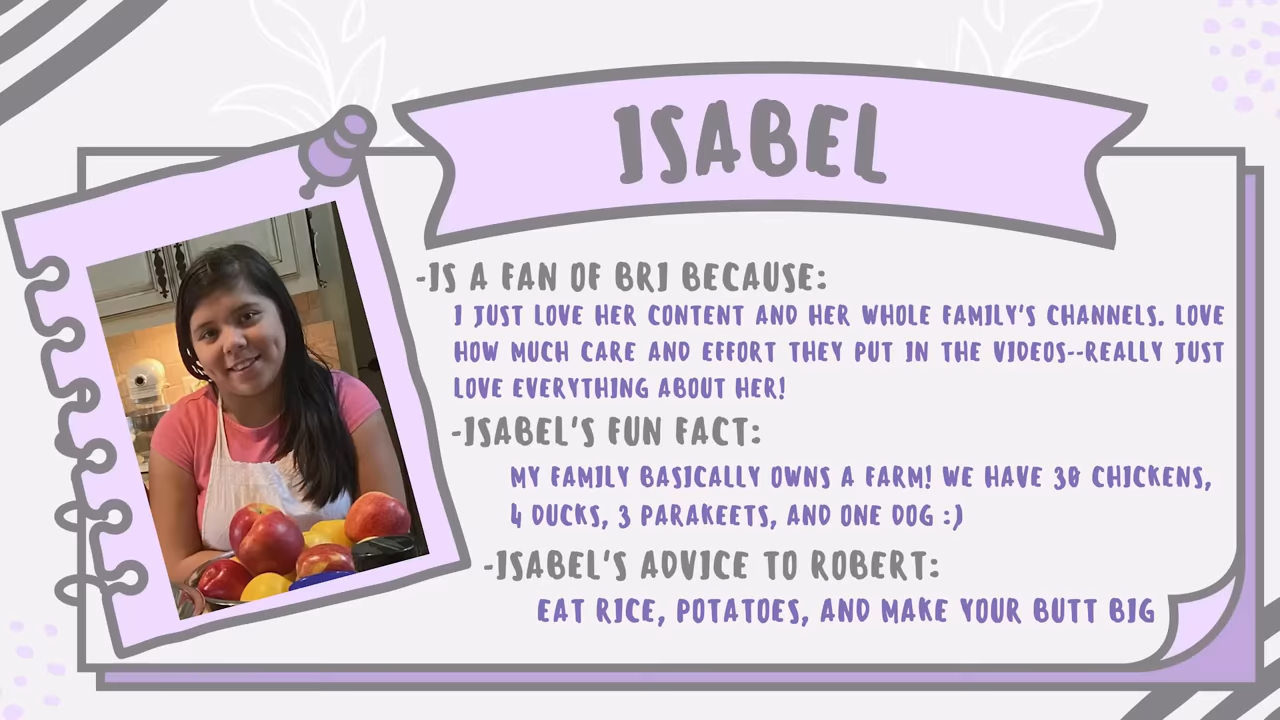 ISABEL
-IS A FAN OF BRI BECAUSE:
I JUST LOVE HER CONTENT AND HER WHOLE FAMILY'S CHANNELS. LOVE
HOW MUCH CARE AND EFFORT THEY PUT IN THE VIDEOS--REALLY JUST
LOVE EVERYTHING ABOUT HER!
-ISABEL'S FUN FACT:
MY FAMILY BASICALLY OWNS A FARM! WE HAVE 30 CHICKENS,
4 DUCKS, 3 PARAKEETS, AND ONE DOG :)
-ISABEL'S ADVICE TO ROBERT:
EAT RICE, POTATOES, AND MAKE YOUR BUTT BIG